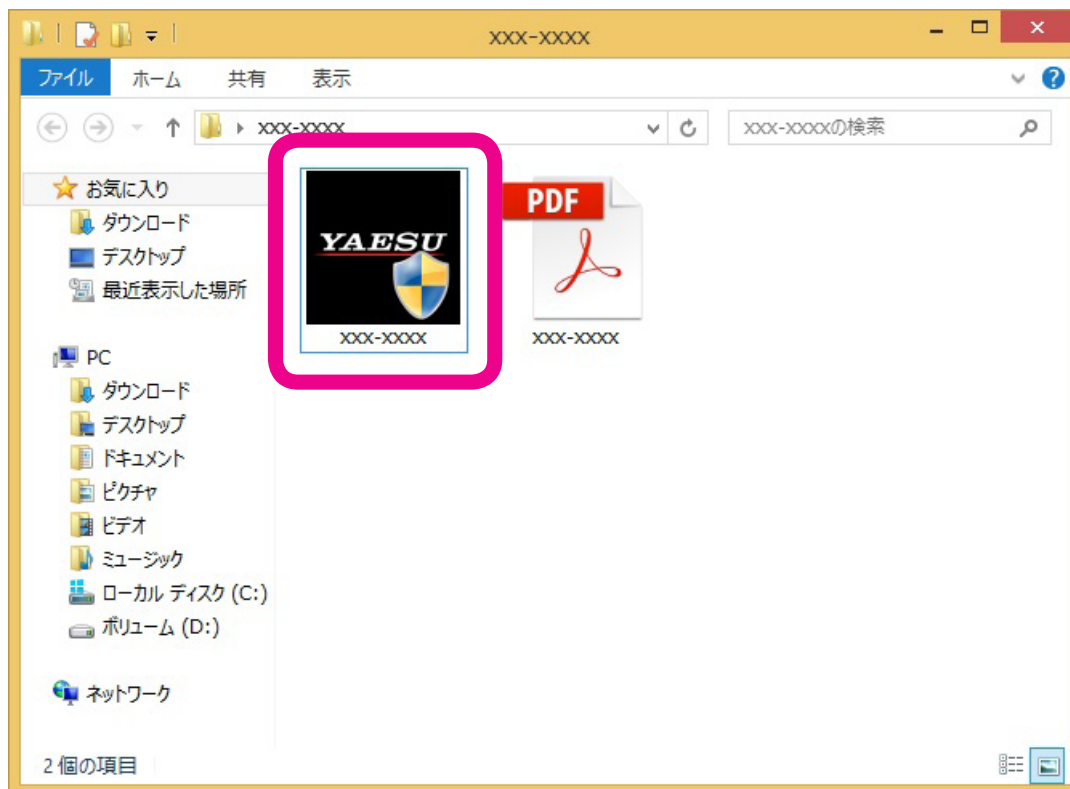 xxx-xxxx
ファイル ホーム 共有 表示
xxx-xxxx
xxx-xxxxの検索
お気に入り
ダウンロード
デスクトップ
最近表示した場所
PC
ダウンロード
デスクトップ
ドキュメント
ピクチャ
ビデオ
ミュージック
ローカル ディスク (C:)
ボリューム (D:)
ネットワーク
YAESU
xxx-xxxx
PDF
xxx-xxxx
2 個の項目